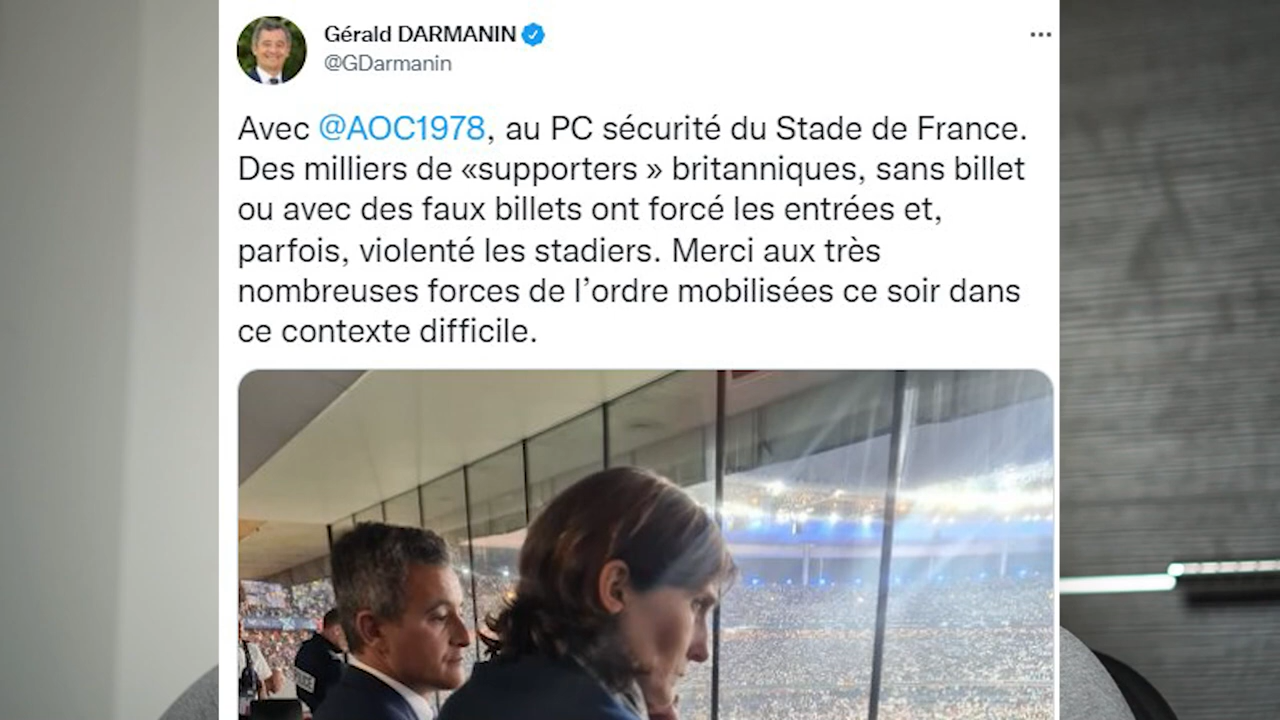 Gérald DARMANIN
@GDarmanin
Avec @AOC1978, au PC sécurité du Stade de France.
Des milliers de «supporters » britanniques, sans billet
ou avec des faux billets ont forcé les entrées et,
parfois, violenté les stadiers. Merci aux très
nombreuses forces de l’ordre mobilisées ce soir dans
ce contexte difficile.